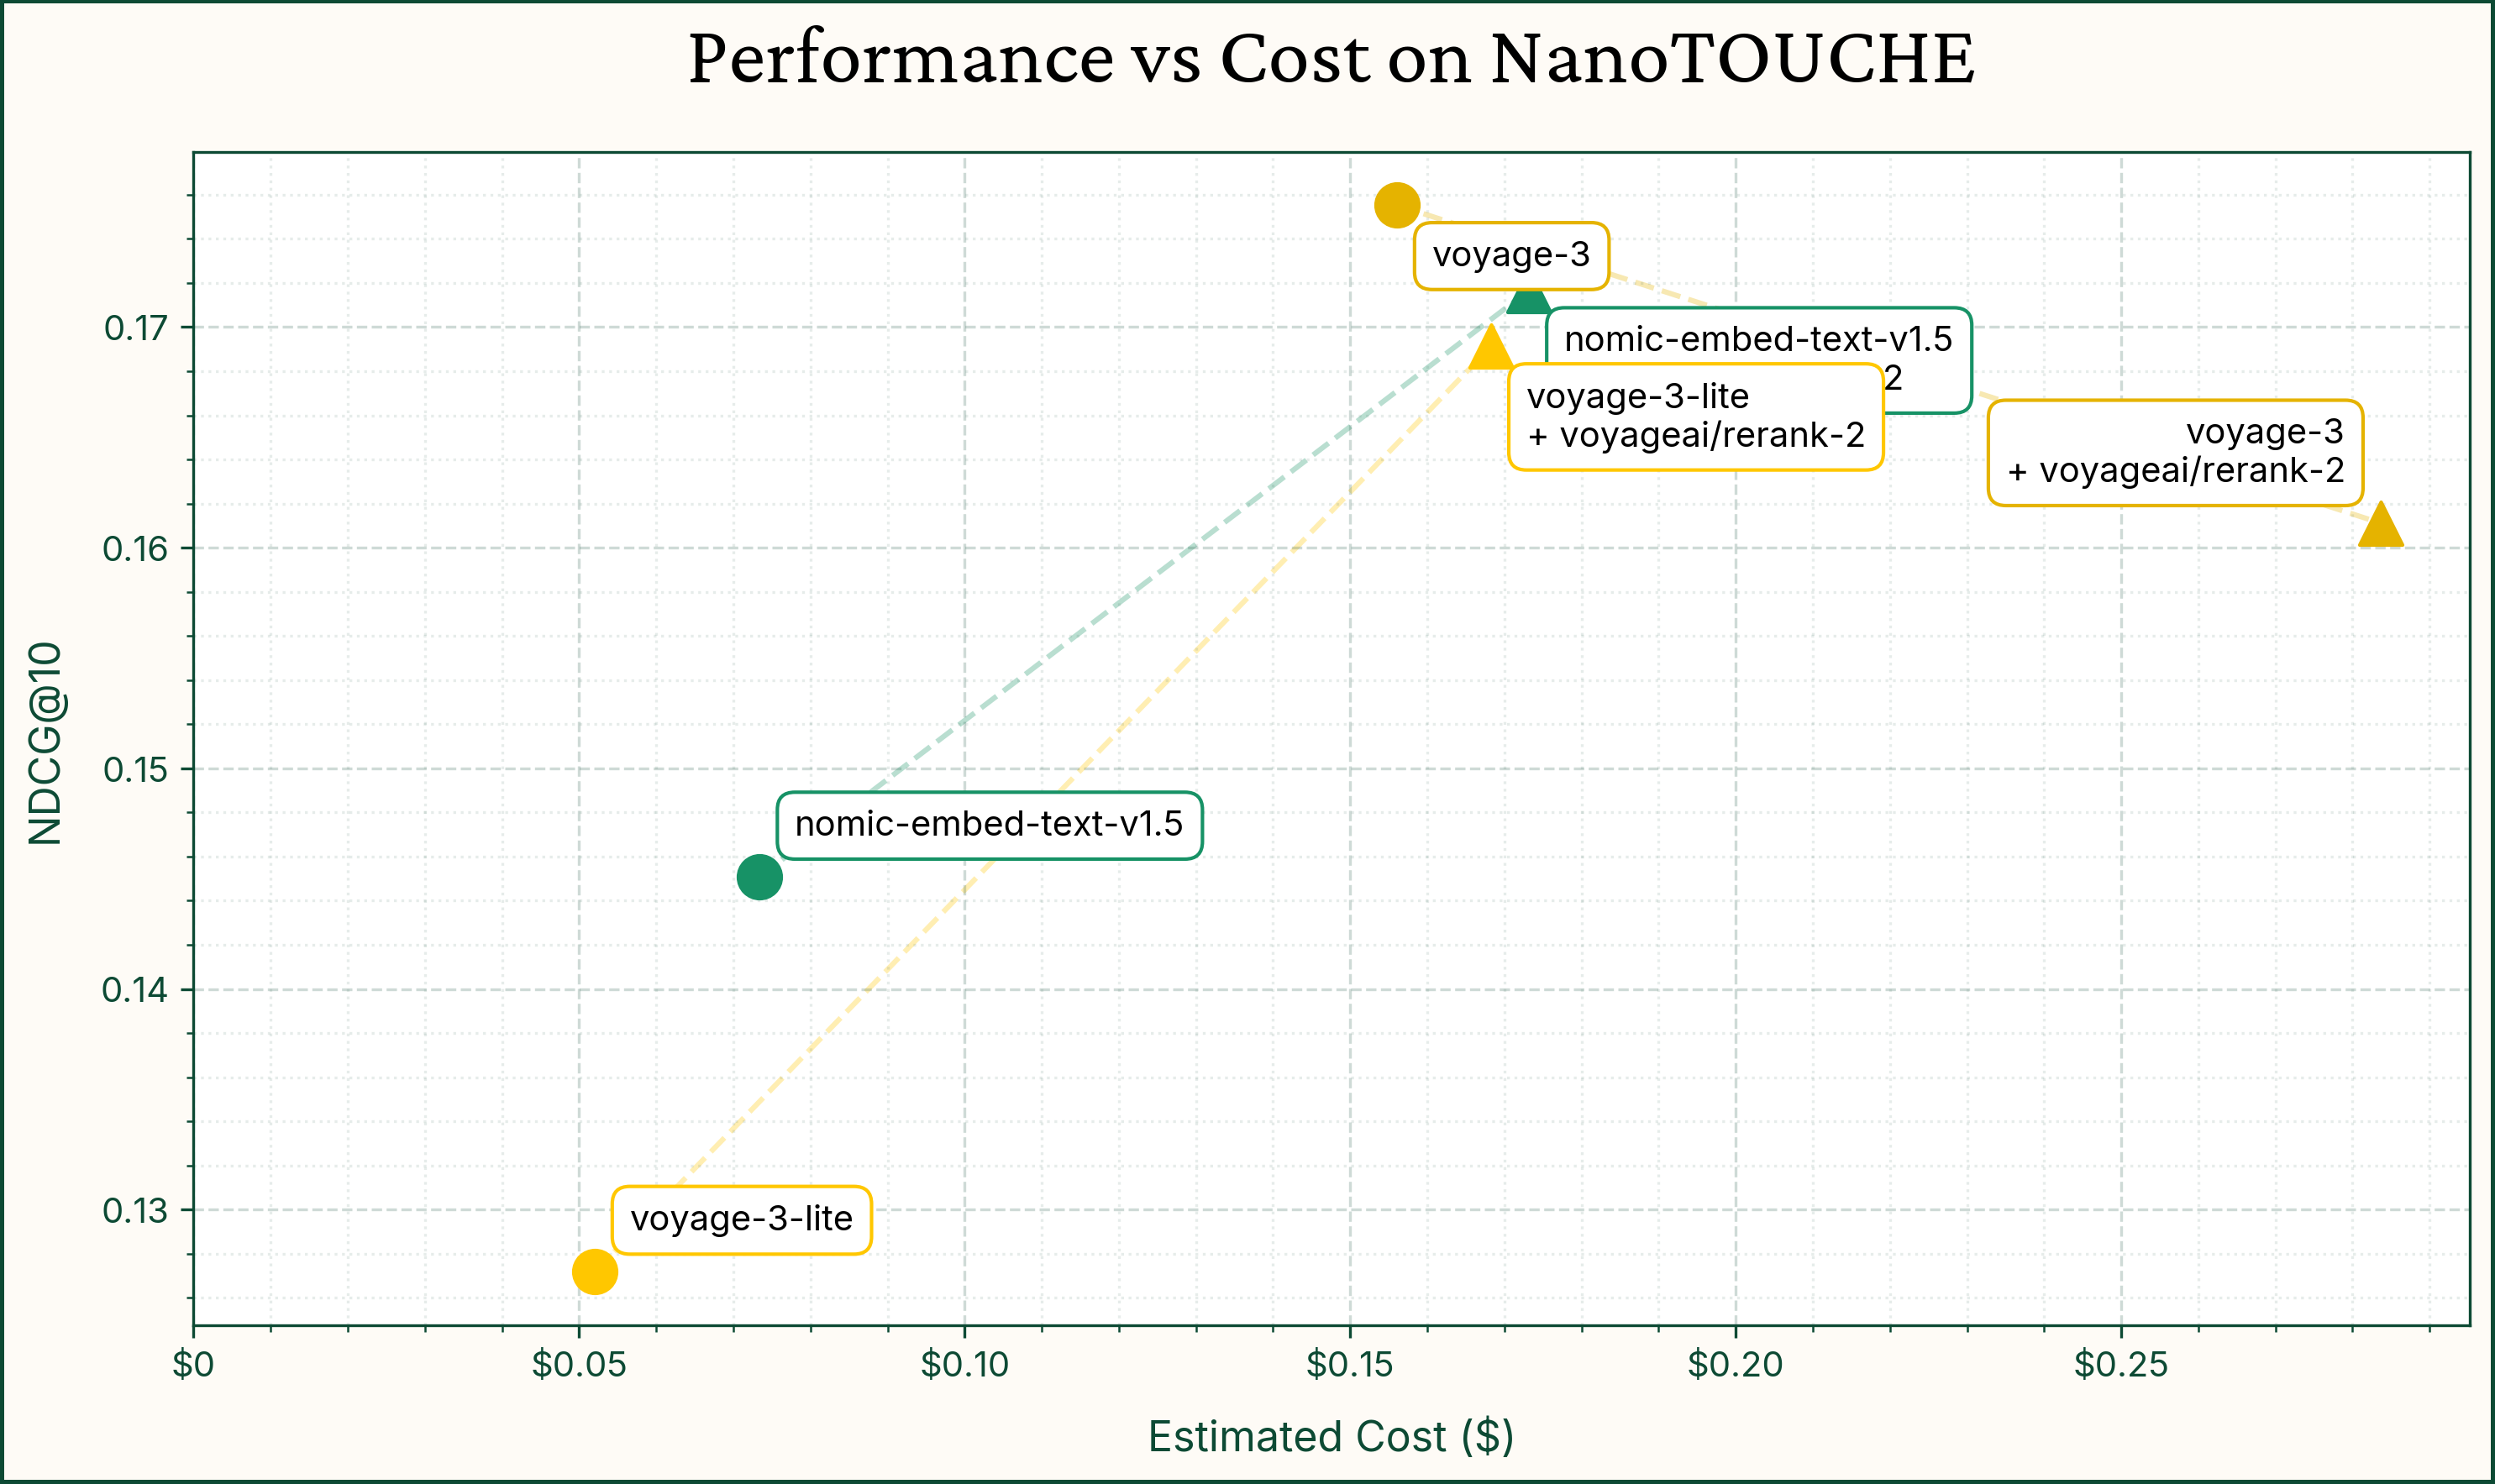 Performance vs Cost on NanoTOUCHE
voyage-3
nomic-embed-text-v1.5
2
voyage-3-lite
+ voyageai/rerank-2
voyage-3
+ voyageai/rerank-2
nomic-embed-text-v1.5
voyage-3-lite
NDCG@10
0.17
0.16
0.15
0.14
0.13
$0
$0.05
$0.10
$0.15
$0.20
$0.25
Estimated Cost ($)